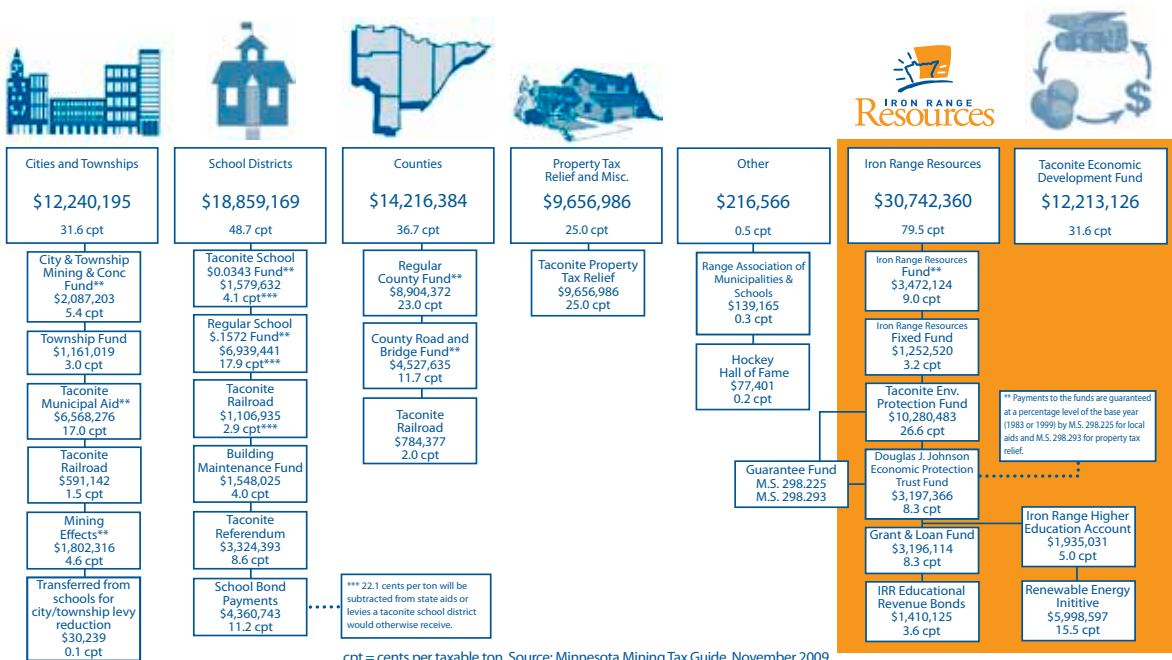 IRON RANGE
Resources
$
Cities and Townships
$12,240,195
31.6 cpt
City & Township
Mining & Conc
Fund**
$2,087,203
5.4 cpt
Township Fund
$1,161,019
3.0 cpt
Taconite
Municipal Aid**
$6,568,276
17.0 cpt
Taconite
Railroad
$591,142
1.5 cpt
Mining
Effects**
$1,802,316
4.6 cpt
Transferred from
schools for
city/township levy
reduction
$30,239
0.1 cpt
School Districts
$18,859,169
48.7 cpt
Taconite School
$0.0343 Fund**
$1,579,632
4.1 cpt***
Regular School
$.1572 Fund**
$6,939,441
17.9 cpt***
Taconite
Railroad
$1,106,935
2.9 cpt***
Building
Maintenance Fund
$1,548,025
4.0 cpt
Taconite
Referendum
$3,324,393
8.6 cpt
School Bond
Payments
$4,360,743
11.2 cpt
*** 22.1 cents per ton will be
subtracted from state aids or
levies a taconite school district
would otherwise receive.
Counties
$14,216,384
36.7 cpt
Regular
County Fund**
$8,904,372
23.0 cpt
County Road and
Bridge Fund**
$4,527,635
11.7 cpt
Taconite
Railroad
$784,377
2.0 cpt
Property Tax
Relief and Misc.
$9,656,986
25.0 cpt
Taconite Property
Tax Relief
$9,656,986
25.0 cpt
Other
$216,566
0.5 cpt
Range Association of
Municipalities &
Schools
$139,165
0.3 cpt
Hockey
Hall of Fame
$77,401
0.2 cpt
Guarantee Fund
M.S. 298.225
M.S. 298.293
Iron Range Resources
$30,742,360
79.5 cpt
Iron Range Resources
Fund**
$3,472,124
9.0 cpt
Iron Range Resources
Fixed Fund
$1,252,520
3.2 cpt
Taconite Env.
Protection Fund
$10,280,483
26.6 cpt
Douglas J. Johnson
Economic Protection
Trust Fund
$3,197,366
8.3 cpt
Grant & Loan Fund
$3,196,114
8.3 cpt
IRR Educational
Revenue Bonds
$1,410,125
3.6 cpt
Taconite Economic
Development Fund
$12,213,126
31.6 cpt
** Payments to the funds are guaranteed
at a percentage level of the base year
(1983 or 1999) by M.S. 298.225 for local
aids and M.S. 298.293 for property tax
relief.
Iron Range Higher
Education Account
$1,935,031
5.0 cpt
Renewable Energy
Inititive
$5,998,597
15.5 cpt
cpt = cents per taxable ton Source: Minnesota Mining Tax Guide, November 2009